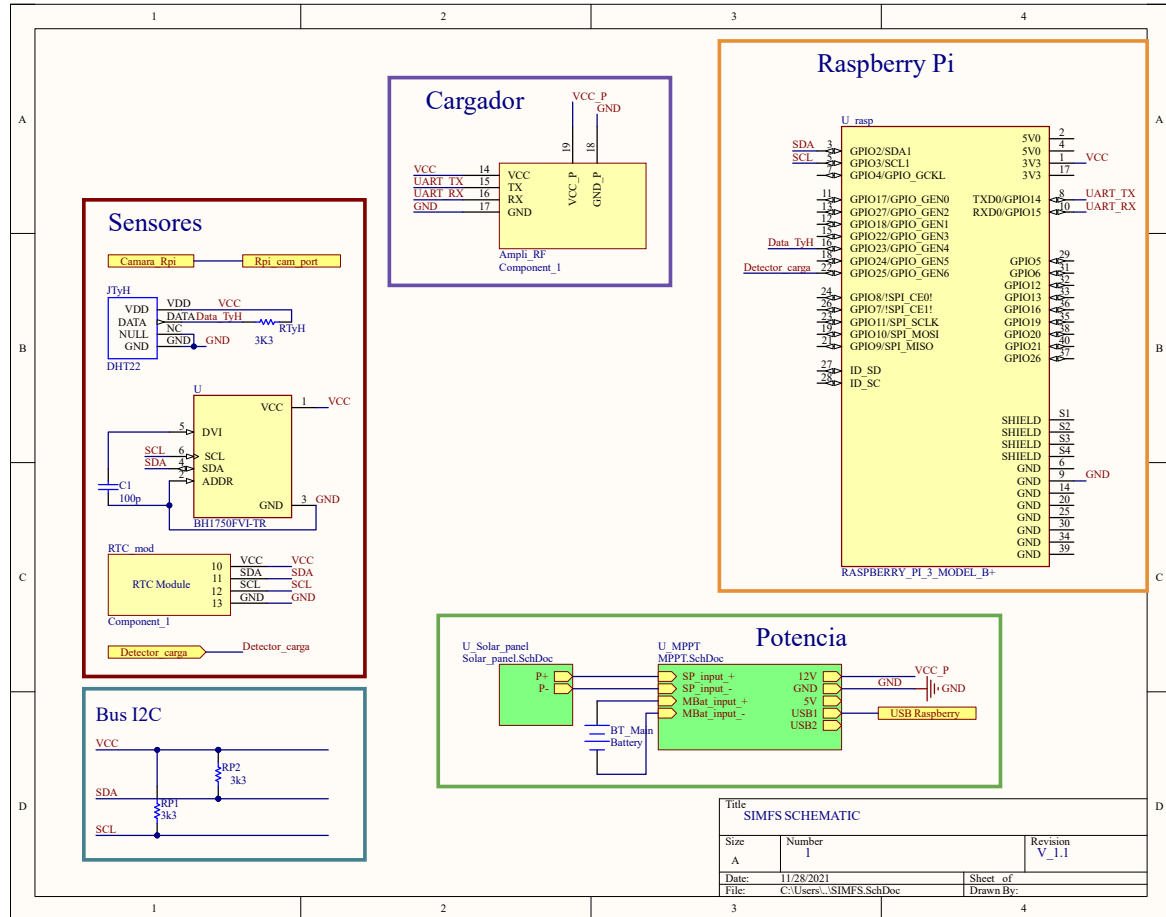 1 2 3 4
A
B
C
D
A
B
C
D
1 2 3 4
Cargador
VCC_P
GND
19
18
VCC 14 VCC
UART_TX 15 TX
UART_RX 16 RX
GND 17 GND
VCC_P
GND_P
Ampli_RF
Component_1
Raspberry Pi
U_rasp
SDA 3 GPIO2/SDA1
SCL 5 GPIO3/SCL1
7 GPIO4/GPIO_GCKL
11 GPIO17/GPIO_GEN0
13 GPIO27/GPIO_GEN2
12 GPIO18/GPIO_GEN1
15 GPIO22/GPIO_GEN3
Data_TyH 16 GPIO23/GPIO_GEN4
18 GPIO24/GPIO_GEN5
Detector_carga 22 GPIO25/GPIO_GEN6
24 GPIO8/!SPI_CE0!
26 GPIO7/!SPI_CE1!
23 GPIO11/SPI_SCLK
19 GPIO10/SPI_MOSI
21 GPIO9/SPI_MISO
27 ID_SD
28 ID_SC
5V0 2
5V0 4
3V3 1 VCC
3V3 17
TXD0/GPIO14 8 UART_TX
RXD0/GPIO15 10 UART_RX
GPIO5 29
GPIO6 31
GPIO12 32
GPIO13 33
GPIO16 36
GPIO19 35
GPIO20 38
GPIO21 40
GPIO26 37
SHIELD S1
SHIELD S2
SHIELD S3
SHIELD S4
GND 6
GND 9 GND
GND 14
GND 20
GND 25
GND 30
GND 34
GND 39
RASPBERRY_PI_3_MODEL_B+
Sensores
Camara_Rpi Rpi_cam_port
JTyH
VDD VDD VCC
DATA DATA Data_TyH
NULL NC
GND GND GND
RTyH
3K3
DHT22
U
VCC 1 VCC
5 DVI
SCL 6 SCL
SDA 4 SDA
2 ADDR
GND 3 GND
C1
100p
BH1750FVI-TR
RTC_mod
RTC Module
10 VCC VCC
11 SDA SDA
12 SCL SCL
13 GND GND
Component_1
Detector_carga Detector_carga
Bus I2C
VCC
RP2
3k3
SDA
RP1
3k3
SCL
Potencia
U_Solar_panel
Solar_panel.SchDoc
P+
P-
U_MPPT
MPPT.SchDoc
SP_input_+
SP_input_-
MBat_input_+
MBat_input_-
12V
GND
5V
USB1
USB2
VCC_P
GND
GND
USB Raspberry
BT_Main
Battery
Title
SIMFS SCHEMATIC
Size Number Revision
A 1 V_1.1
Date: 11/28/2021 Sheet of
File: C:\Users\..\SIMFS.SchDoc Drawn By: